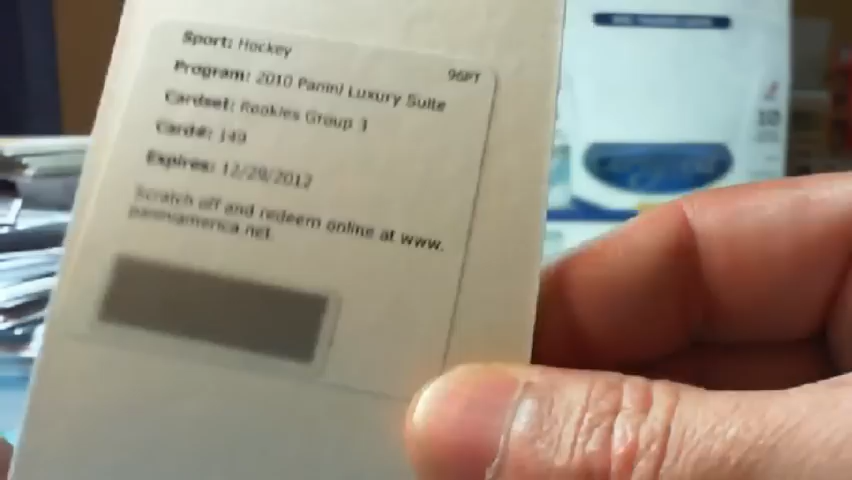 Sport: Hockey
96PT
Program: 2010 Panini Luxury Suite
Cardset: Rookies Group 3
Card#: 149
Expires: 12/29/2012
Scratch off and redeem online at www.
paniniamerica.net.